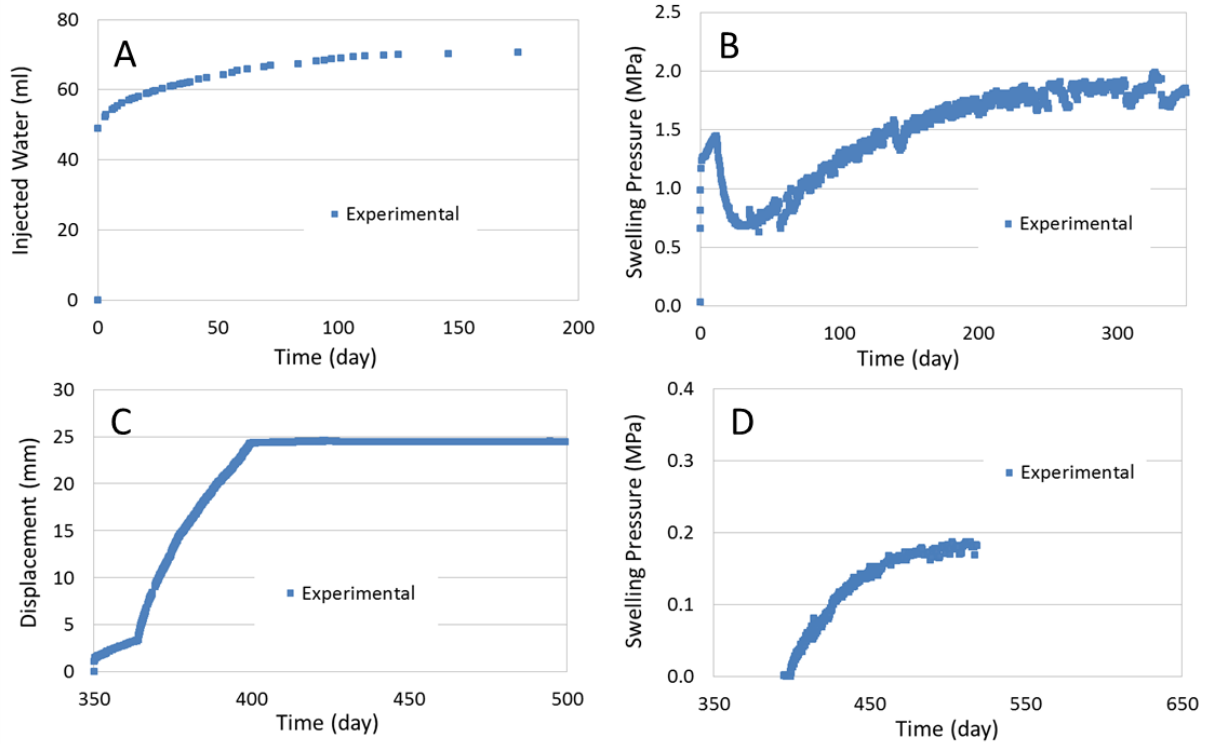 A
Injected Water (ml)
80
60
40
20
0
Experimental
0 50 100 150 200
Time (day)
B
Swelling Pressure (MPa)
2.5
2.0
1.5
1.0
0.5
0.0
Experimental
0 100 200 300
Time (day)
C
Displacement (mm)
30
25
20
15
10
5
0
Experimental
350 400 450 500
Time (day)
D
Swelling Pressure (MPa)
0.4
0.3
0.2
0.1
0.0
Experimental
350 450 550 650
Time (day)